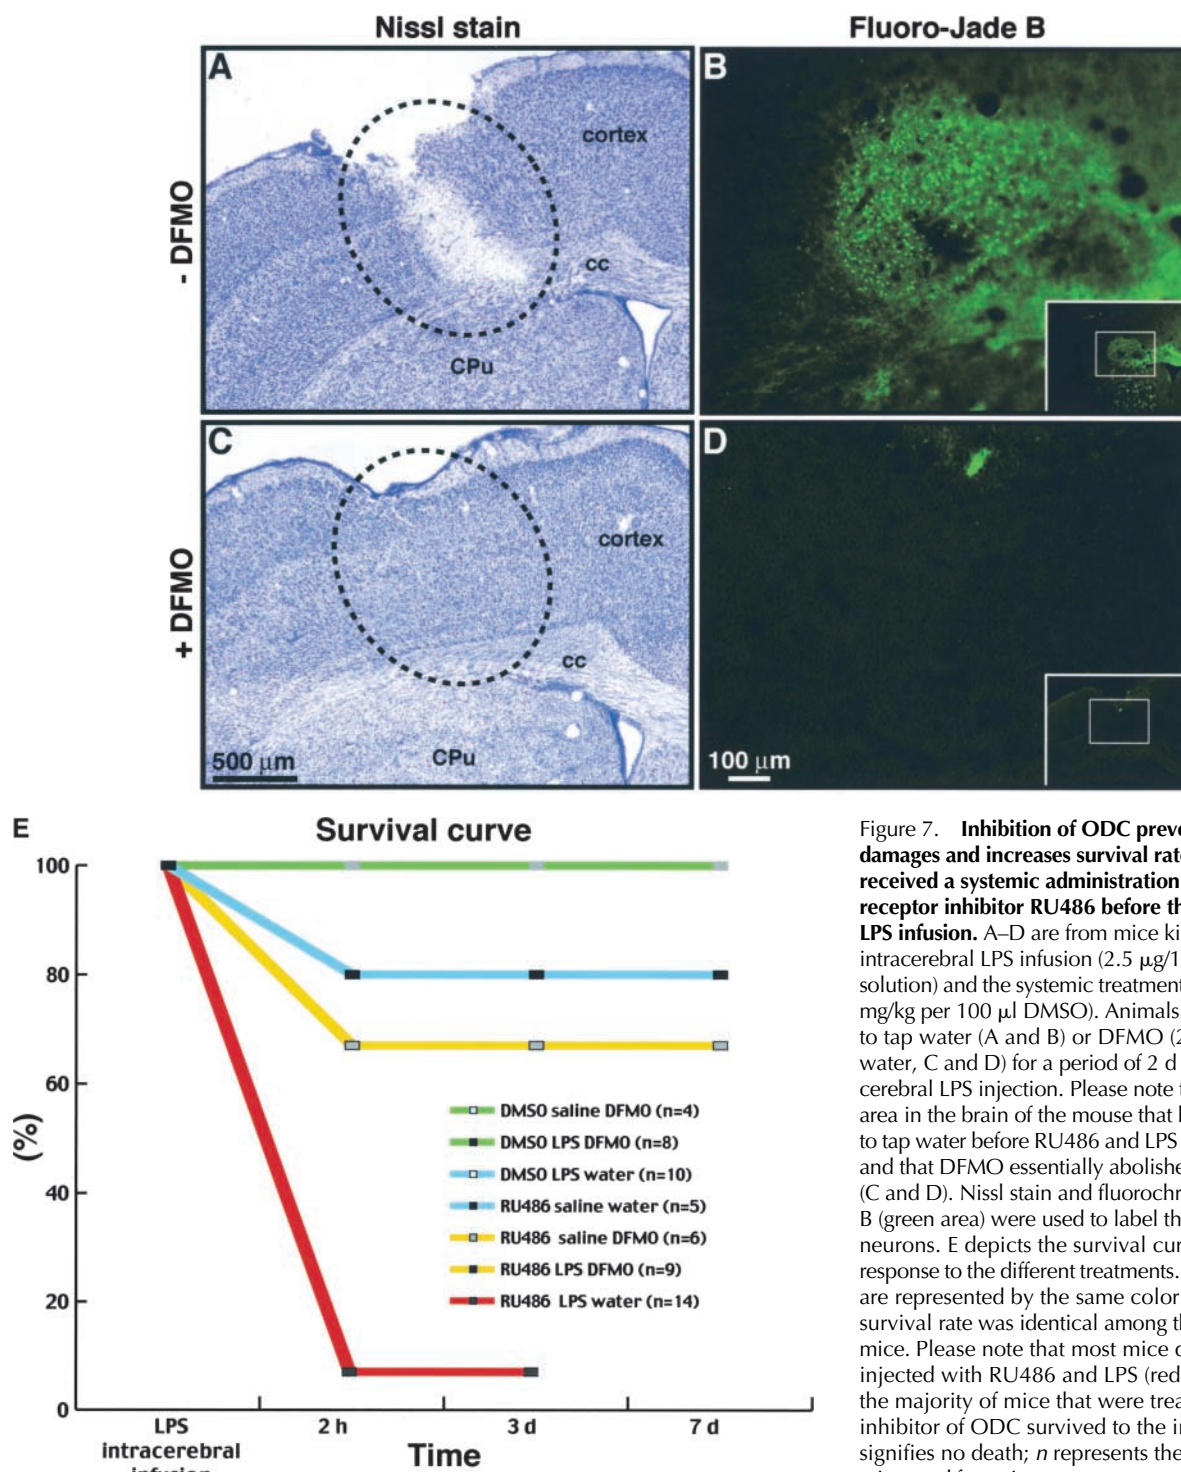 Nissl stain
Fluoro-Jade B
- DFMO
A
cortex
cc
CPu
B
+ DFMO
C
cortex
cc
CPu
500 μm
D
100 μm
E
Survival curve
(%)
100
80
60
40
20
0
DMSO saline DFMO (n=4)
DMSO LPS DFMO (n=8)
DMSO LPS water (n=10)
RU486 saline water (n=5)
RU486 saline DFMO (n=6)
RU486 LPS DFMO (n=9)
RU486 LPS water (n=14)
LPS
intracerebral
2 h
3 d
7 d
Time
Figure 7. Inhibition of ODC preve
damages and increases survival rate
received a systemic administration
receptor inhibitor RU486 before th
LPS infusion. A–D are from mice ki
intracerebral LPS infusion (2.5 μg/1
solution) and the systemic treatment
mg/kg per 100 μl DMSO). Animals
to tap water (A and B) or DFMO (2
water, C and D) for a period of 2 d
cerebral LPS injection. Please note t
area in the brain of the mouse that h
to tap water before RU486 and LPS
and that DFMO essentially abolishe
(C and D). Nissl stain and fluorochr
B (green area) were used to label th
neurons. E depicts the survival cur
response to the different treatments.
are represented by the same color
survival rate was identical among th
mice. Please note that most mice d
injected with RU486 and LPS (red
the majority of mice that were trea
inhibitor of ODC survived to the in
signifies no death; n represents the